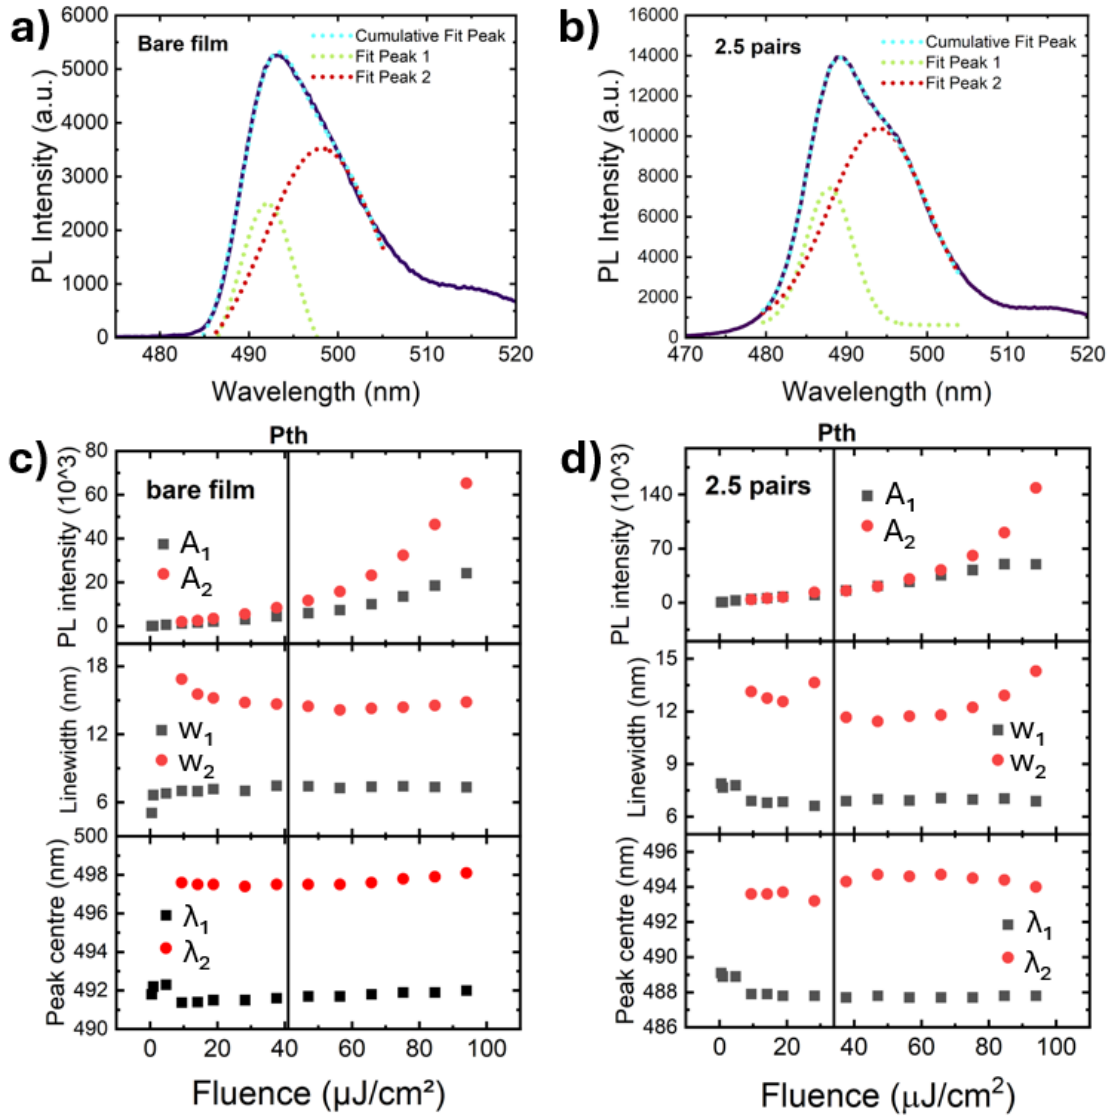 a)
Bare film
Cumulative Fit Peak
Fit Peak 1
Fit Peak 2
6000
5000
4000
3000
2000
1000
0
PL Intensity (a.u.)
480 490 500 510 520
Wavelength (nm)
b)
2.5 pairs
Cumulative Fit Peak
Fit Peak 1
Fit Peak 2
16000
14000
12000
10000
8000
6000
4000
2000
0
PL Intensity (a.u.)
470 480 490 500 510 520
Wavelength (nm)
c)
Pth
bare film
A₁
A₂
80
60
40
20
0
PL intensity (10^3)
w₁
w₂
18
12
6
Linewidth (nm)
λ₁
λ₂
500
498
496
494
492
490
Peak centre (nm)
0 20 40 60 80 100
Fluence (µJ/cm²)
d)
Pth
2.5 pairs
A₁
A₂
140
70
0
PL intensity (10^3)
w₁
w₂
15
12
9
6
Linewidth (nm)
λ₁
λ₂
496
494
492
490
488
486
Peak centre (nm)
0 20 40 60 80 100
Fluence (µJ/cm²)